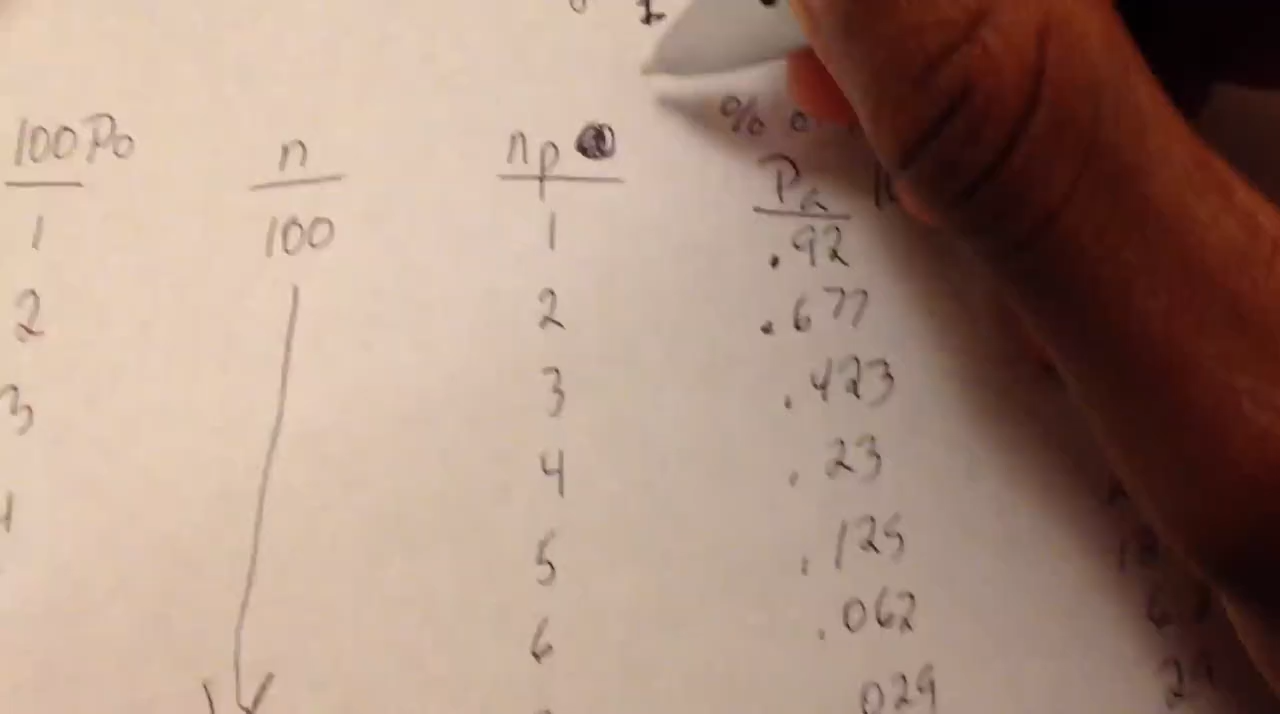 % o
100Po n np Pa
1 100 1 .92
2 2 .677
3 3 .423
4 .23
5 .125
6 .062
029